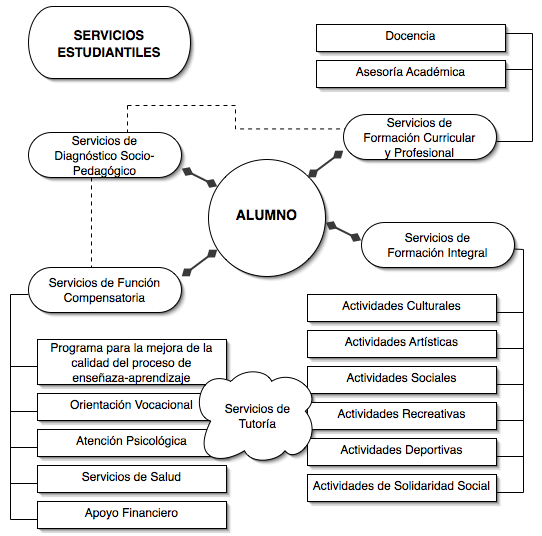 SERVICIOS
ESTUDIANTILES
Docencia
Asesoría Académica
Servicios de
Formación Curricular
y Profesional
Servicios de
Diagnóstico Socio-
Pedagógico
ALUMNO
Servicios de
Formación Integral
Servicios de Función
Compensatoria
Actividades Culturales
Actividades Artísticas
Actividades Sociales
Actividades Recreativas
Actividades Deportivas
Actividades de Solidaridad Social
Programa para la mejora de la
calidad del proceso de
enseñaza-aprendizaje
Orientación Vocacional
Atención Psicológica
Servicios de Salud
Apoyo Financiero
Servicios de
Tutoría